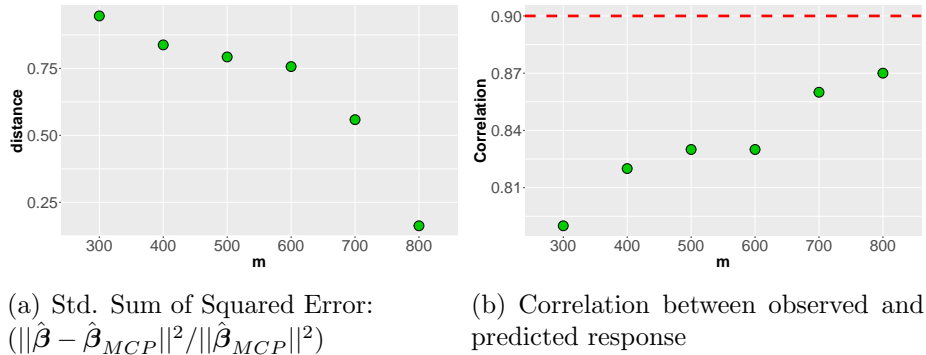 distance
0.75
0.50
0.25
300 400 500 600 700 800
m
Correlation
0.90
0.87
0.84
0.81
300 400 500 600 700 800
m
(a) Std. Sum of Squared Error:
(||β̂ − β̂_MCP||²/||β̂_MCP||²)
(b) Correlation between observed and
predicted response